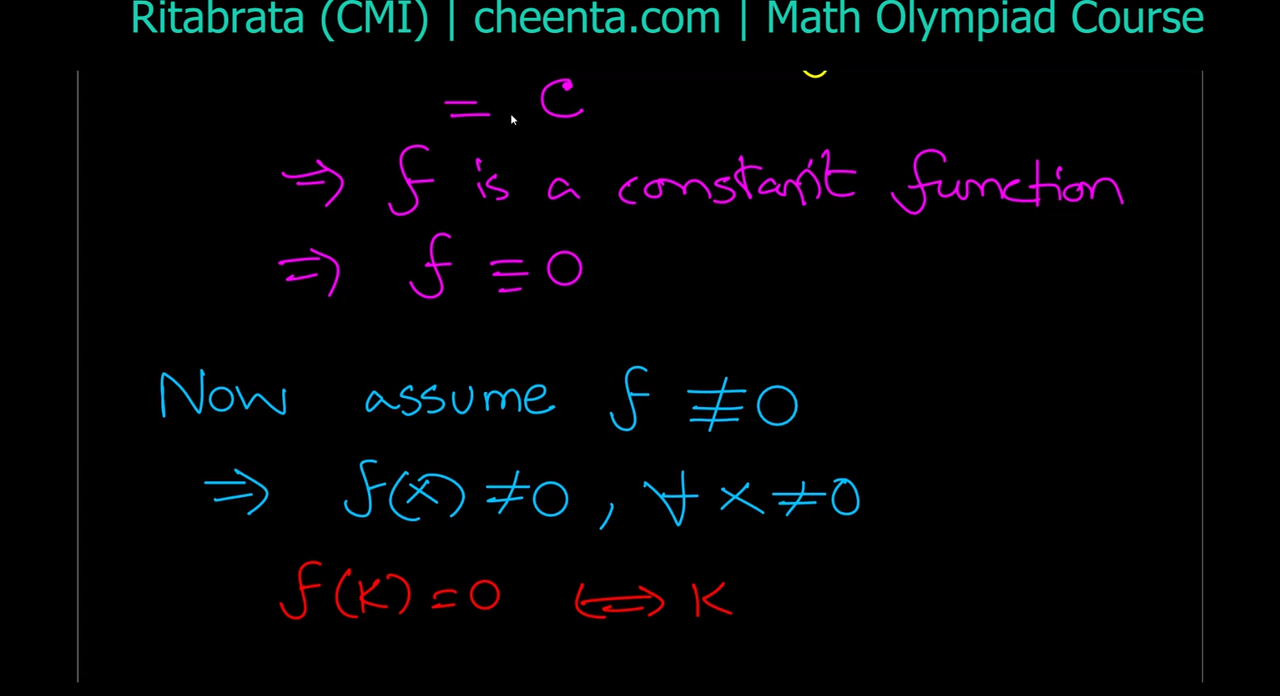 Ritabrata (CMI) | cheenta.com | Math Olympiad Course
= . C
⇒ f is a constant function
⇒ f ≡ 0
Now assume f ≢ 0
⇒ f(x) ≠ 0 , ∀ x ≠ 0
f(K) = 0 ⇔ K